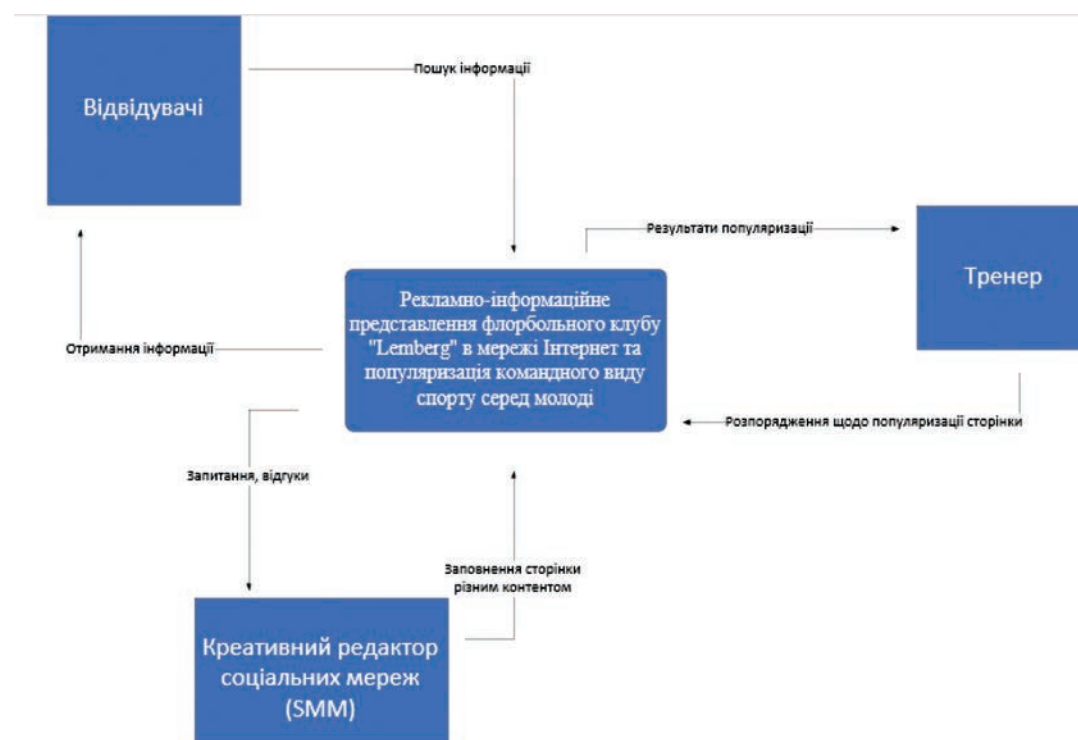 Відвідувачі
Пошук інформації
Результати популяризації
Тренер
Рекламно-інформаційне
представлення флорбольного клубу
"Lemberg" в мережі Інтернет та
популяризація командного виду
спорту серед молоді
Отримання інформації
Розпорядження щодо популяризації сторінки
Запитання, відгуки
Заповнення сторінки
різним контентом
Креативний редактор
соціальних мереж
(SMM)